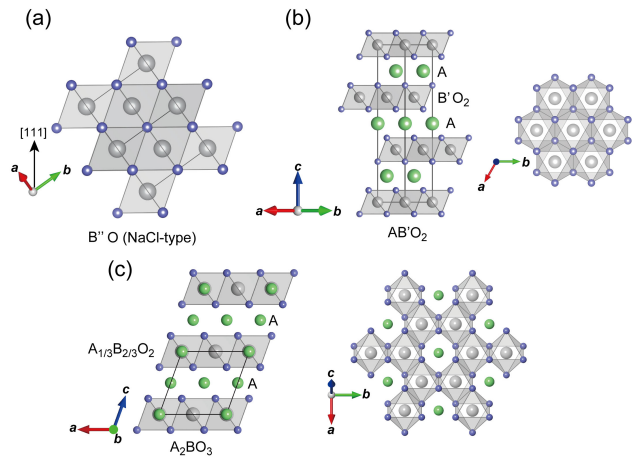 (a)
[111]
a
b
B'' O (NaCl-type)
(b)
A
B' O₂
A
c
a
b
AB'O₂
b
a
(c)
A
A₁/₃B₂/₃O₂
A
c
a
b
A₂BO₃
c
b
a